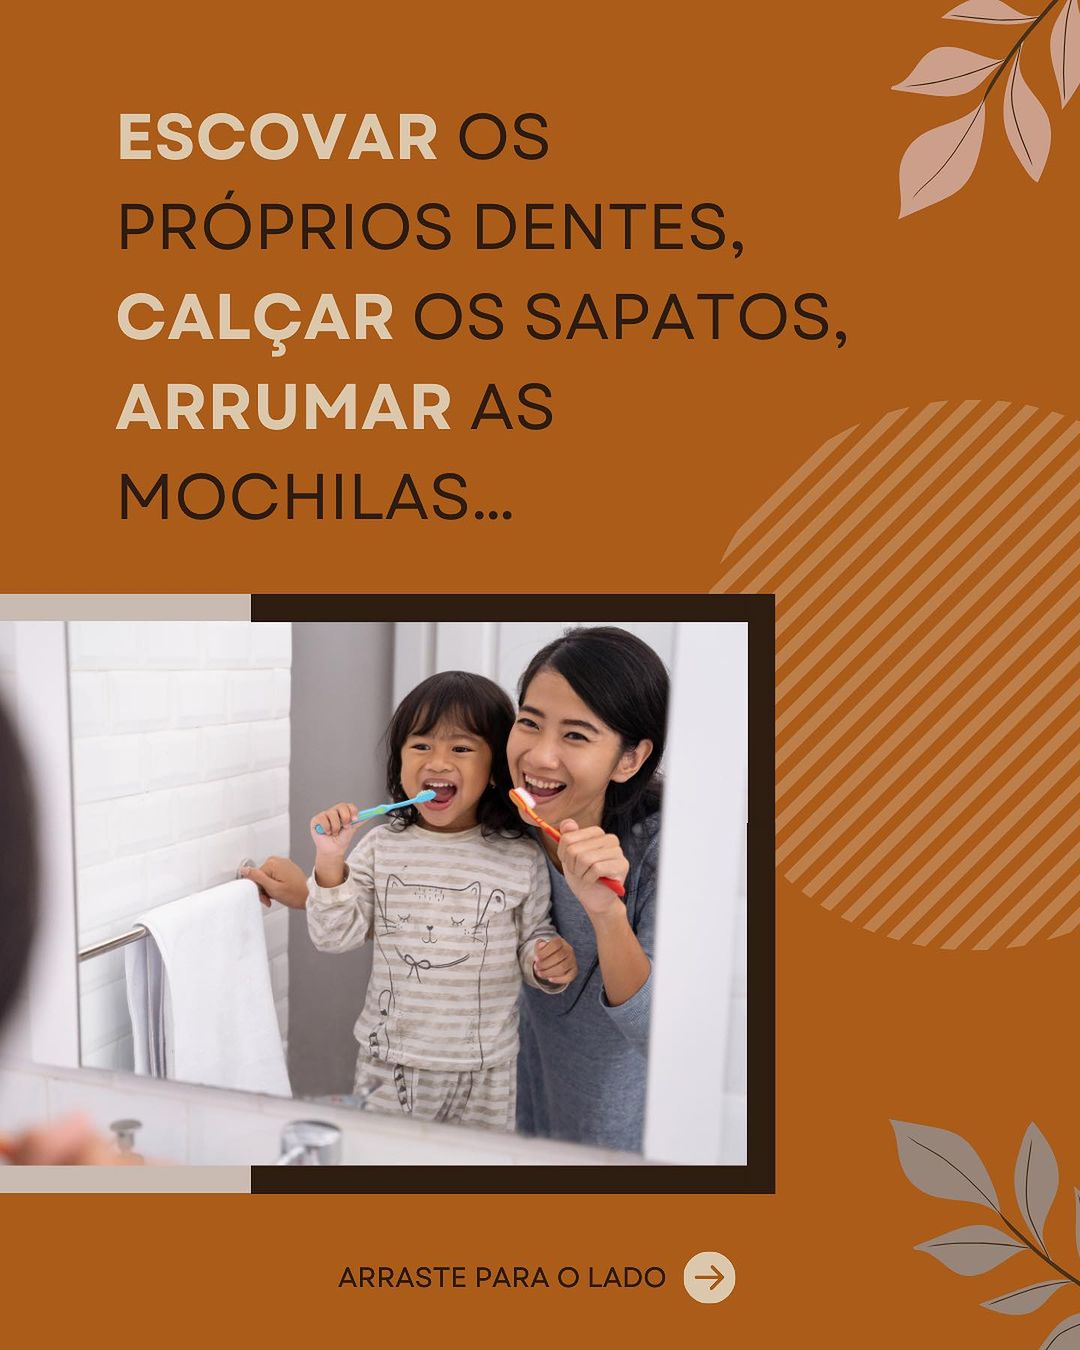 ESCOVAR OS
PRÓPRIOS DENTES,
CALÇAR OS SAPATOS,
ARRUMAR AS
MOCHILAS...
ARRASTE PARA O LADO